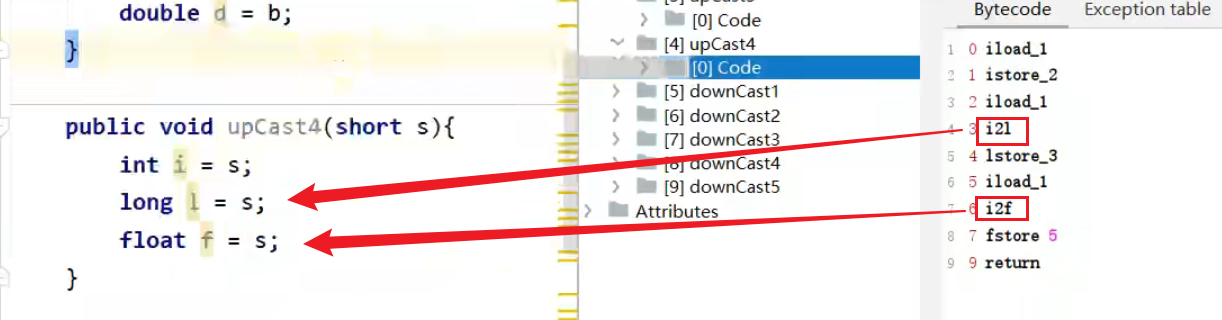 double d = b;
}
public void upCast4(short s){
int i = s;
long l = s;
float f = s;
}
[0] Code
[4] upCast4
[0] Code
[5] downCast1
[6] downCast2
[7] downCast3
[8] downCast4
[9] downCast5
Attributes
Bytecode Exception table
1 0 iload_1
2 1 istore_2
3 2 iload_1
4 3 i2l
5 4 lstore_3
6 5 iload_1
7 6 i2f
8 7 fstore 5
9 9 return